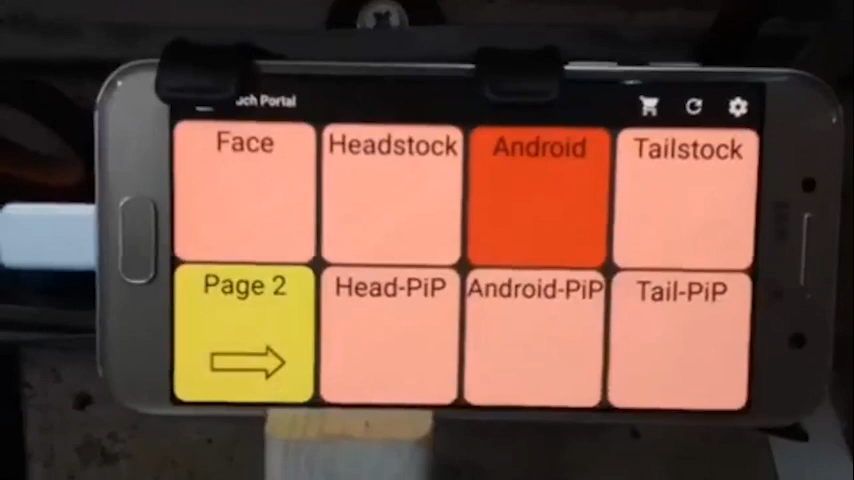 uch Portal
Face
Headstock
Android
Tailstock
Page 2
Head-PiP
Android-PiP
Tail-PiP